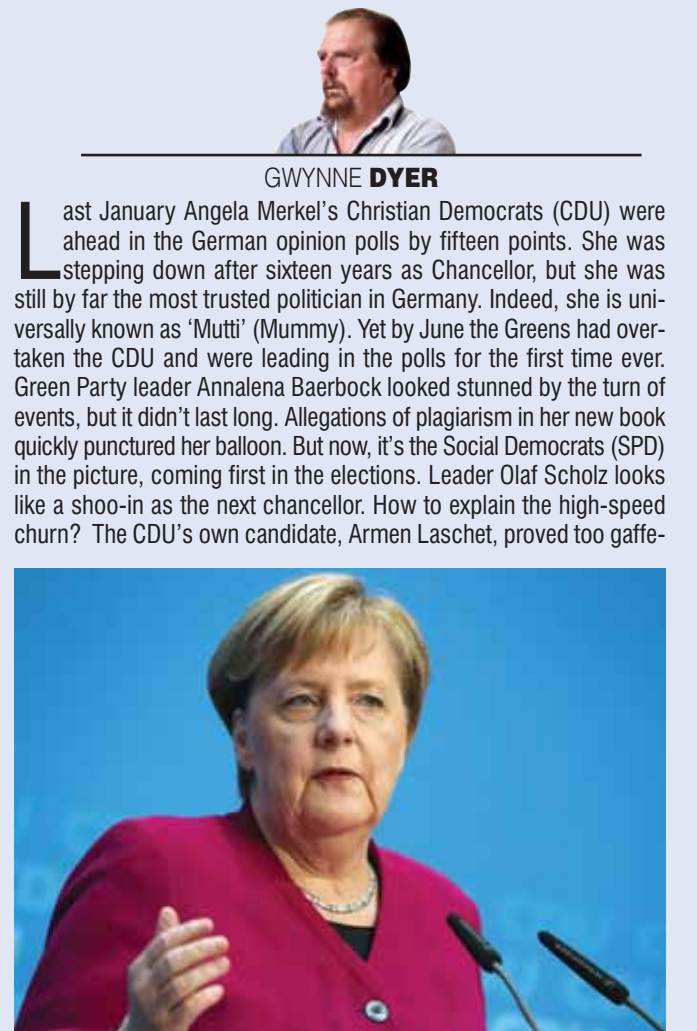 GWYNNE DYER
Last January Angela Merkel's Christian Democrats (CDU) were
ahead in the German opinion polls by fifteen points. She was
stepping down after sixteen years as Chancellor, but she was
still by far the most trusted politician in Germany. Indeed, she is uni-
versally known as ‘Mutti’ (Mummy). Yet by June the Greens had over-
taken the CDU and were leading in the polls for the first time ever.
Green Party leader Annalena Baerbock looked stunned by the turn of
events, but it didn’t last long. Allegations of plagiarism in her new book
quickly punctured her balloon. But now, it’s the Social Democrats (SPD)
in the picture, coming first in the elections. Leader Olaf Scholz looks
like a shoo-in as the next chancellor. How to explain the high-speed
churn? The CDU’s own candidate, Armen Laschet, proved too gaffe-